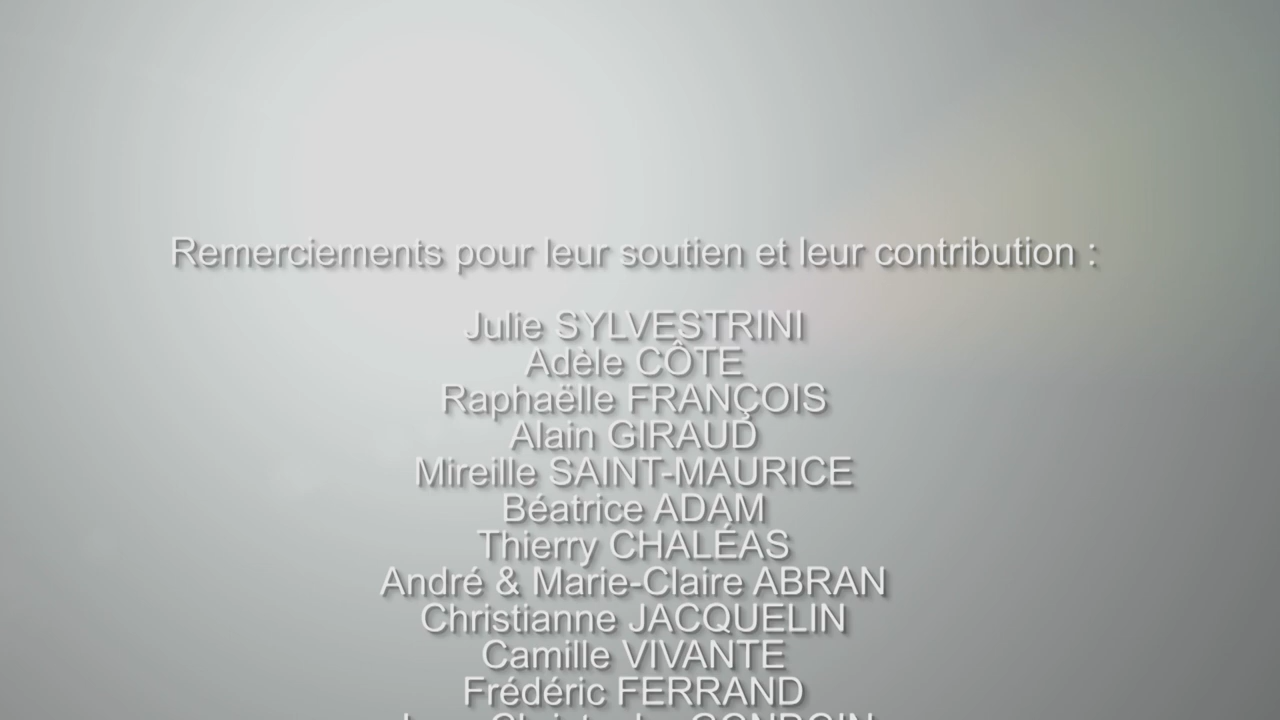 Remerciements pour leur soutien et leur contribution :
Julie SYLVESTRINI
Adèle CÔTE
Raphaëlle FRANÇOIS
Alain GIRAUD
Mireille SAINT-MAURICE
Béatrice ADAM
Thierry CHALÉAS
André & Marie-Claire ABRAN
Christianne JACQUELIN
Camille VIVANTE
Frédéric FERRAND